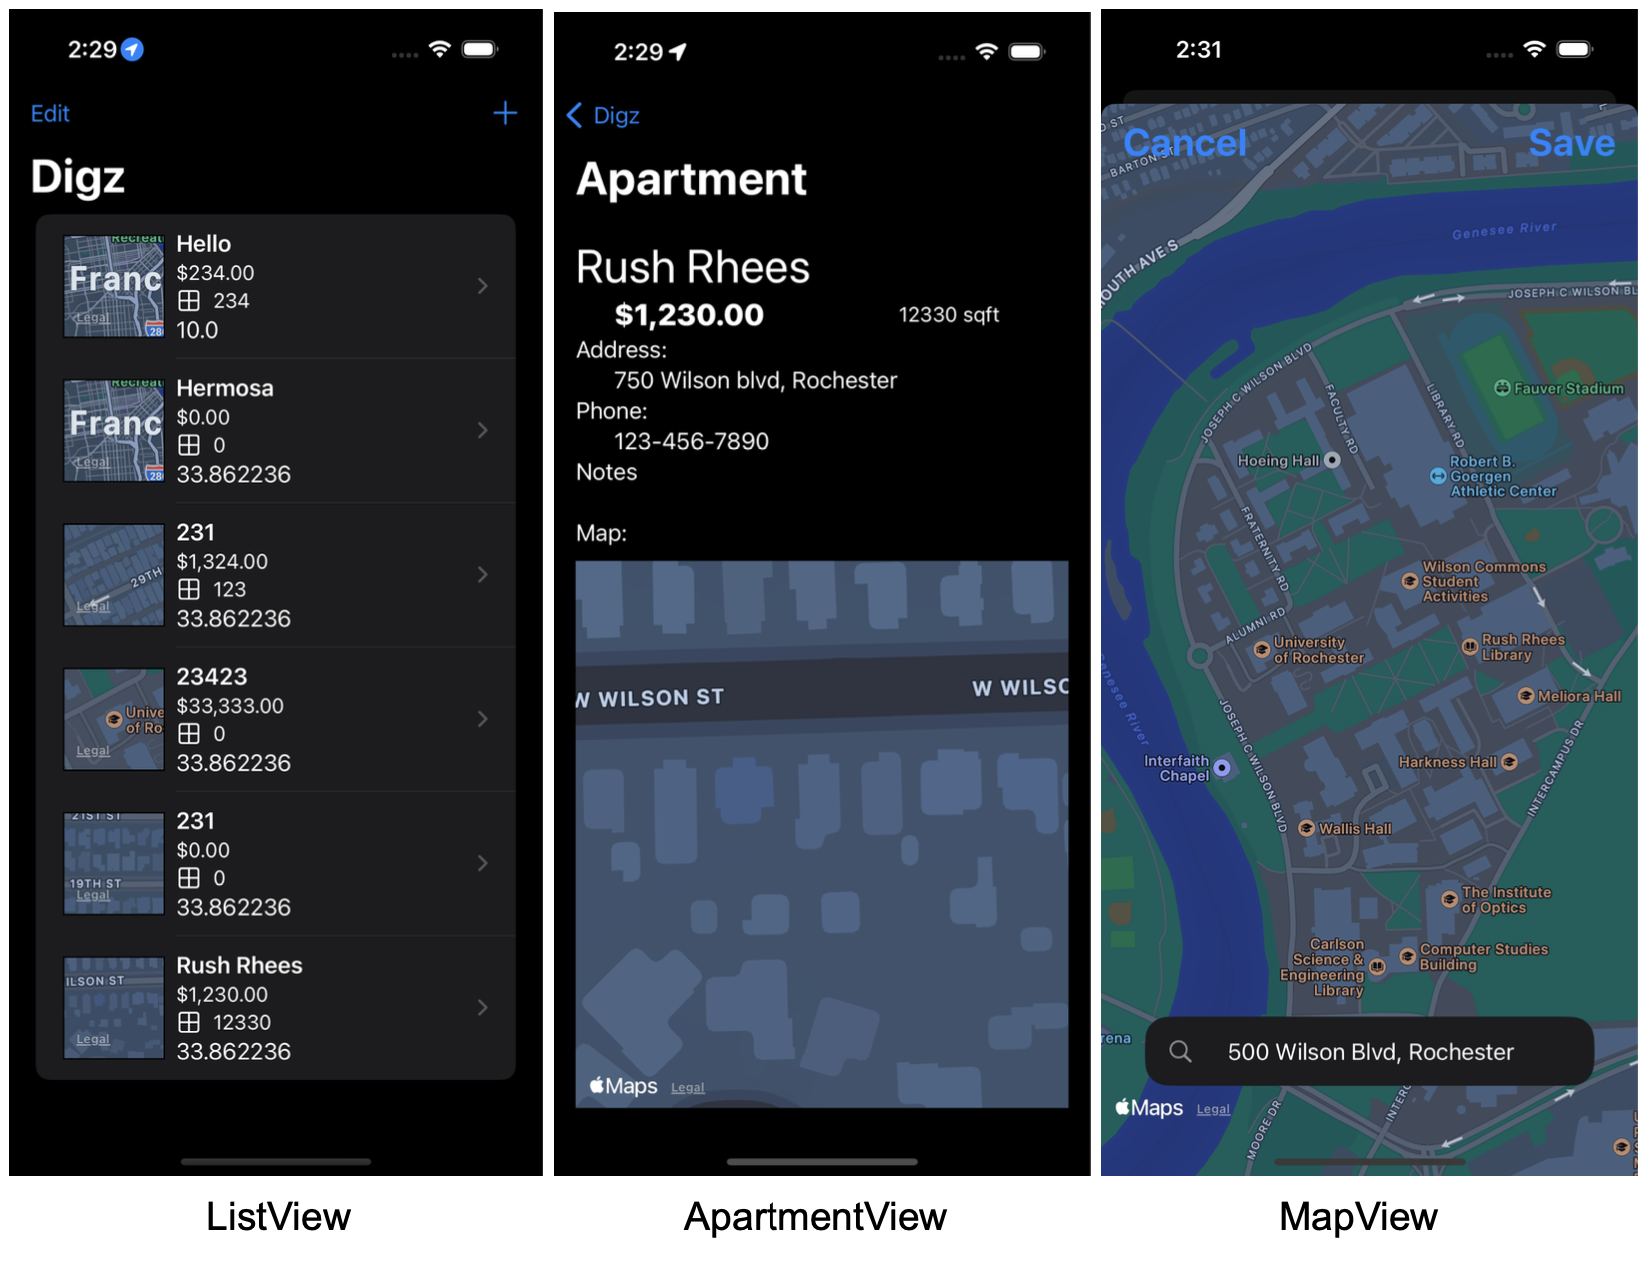 2:29
Edit
Digz
Recreat
Franc
Legal
280
Hello
$234.00
234
10.0
Recreat
Franc
Legal
280
Hermosa
$0.00
0
33.862236
29TH
Legal
231
$1,324.00
123
33.862236
Unive
of Ro
Legal
23423
$33,333.00
0
33.862236
21ST ST
19TH ST
Legal
231
$0.00
0
33.862236
ILSON ST
Legal
Rush Rhees
$1,230.00
12330
33.862236
ListView
2:29
Digz
Apartment
Rush Rhees
$1,230.00
12330 sqft
Address:
750 Wilson blvd, Rochester
Phone:
123-456-7890
Notes
Map:
W WILSON ST
W WILSO
Maps
Legal
ApartmentView
2:31
Cancel
Save
BARTON ST
Genesee River
MOUTH AVE S
JOSEPH C WILSON BL
JOSEPH C WILSON BLVD
FACULTY RD
LIBRARY RD
Fauver Stadium
Hoeing Hall
Robert B.
Goergen
Athletic Center
FRATERNITY RD
Wilson Commons
Student
Activities
ALUMNI RD
University
of Rochester
Rush Rhees
Library
Genesee River
Meliora Hall
JOSEPH C WILSON BLVD
Interfaith
Chapel
Harkness Hall
INTERCAMPUS DR
Wallis Hall
The Institute
of Optics
Carlson
Science &
Engineering
Library
Computer Studies
Building
rena
500 Wilson Blvd, Rochester
Maps
Legal
MOORE DR
INTERC
MapView